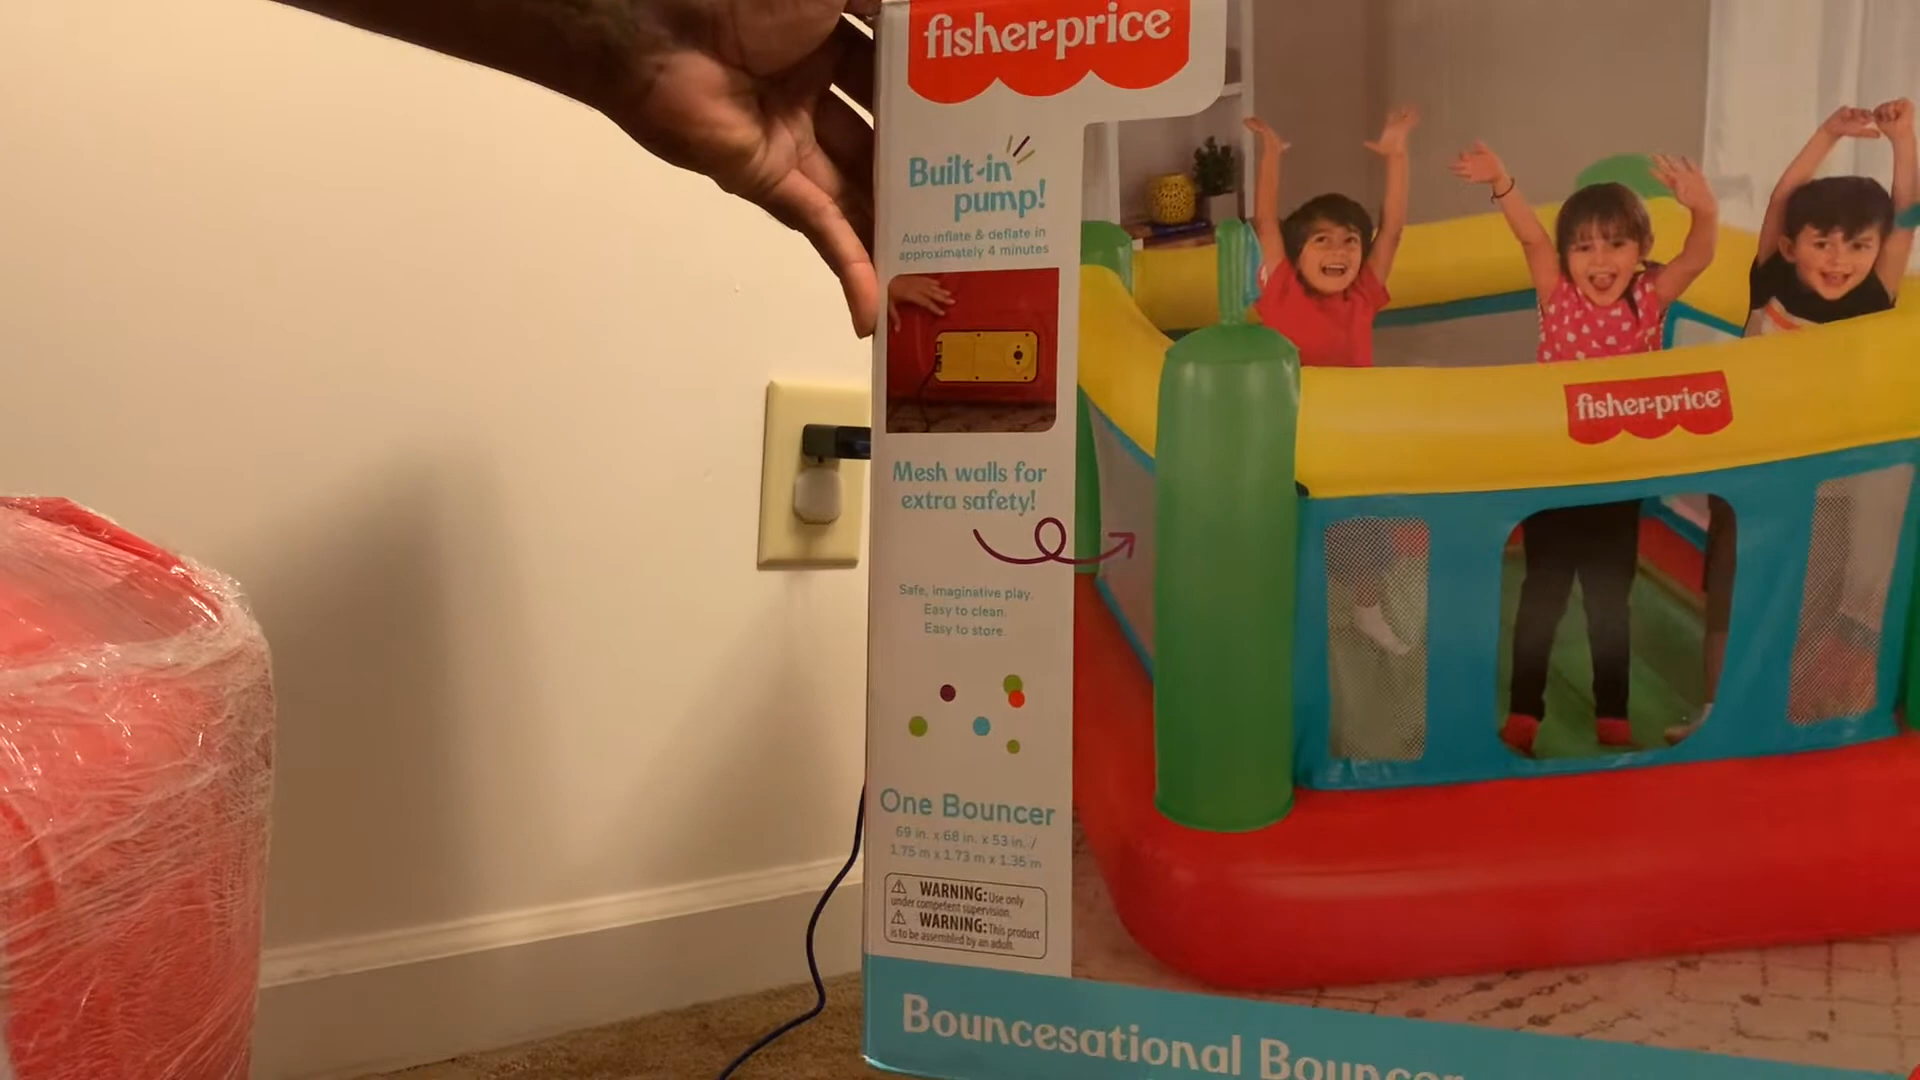 fisher-price
Built-in
pump!
Auto inflate & deflate in
approximately 4 minutes
Mesh walls for
extra safety!
Safe, imaginative play.
Easy to clean.
Easy to store.
One Bouncer
69 in. x 68 in. x 53 in. /
1.75 m x 1.73 m x 1.35 m
WARNING: Use only
under competent supervision.
WARNING: This product
is to be assembled by an adult.
Bouncesational Bouncer
fisher-price